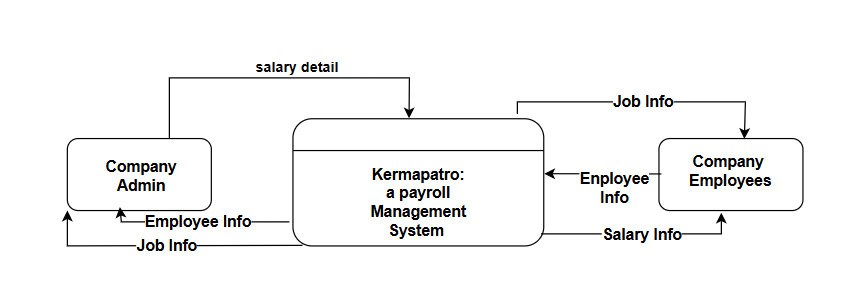 salary detail
Job Info
Company
Admin
Kermapatro:
a payroll
Management
System
Company
Employees
Enployee
Info
Employee Info
Job Info
Salary Info